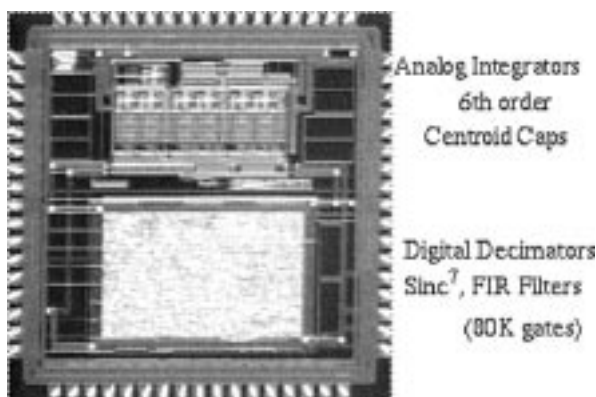 Analog Integrators
6th order
Centroid Caps
Digital Decimators
Sinc⁷, FIR Filters
(80K gates)